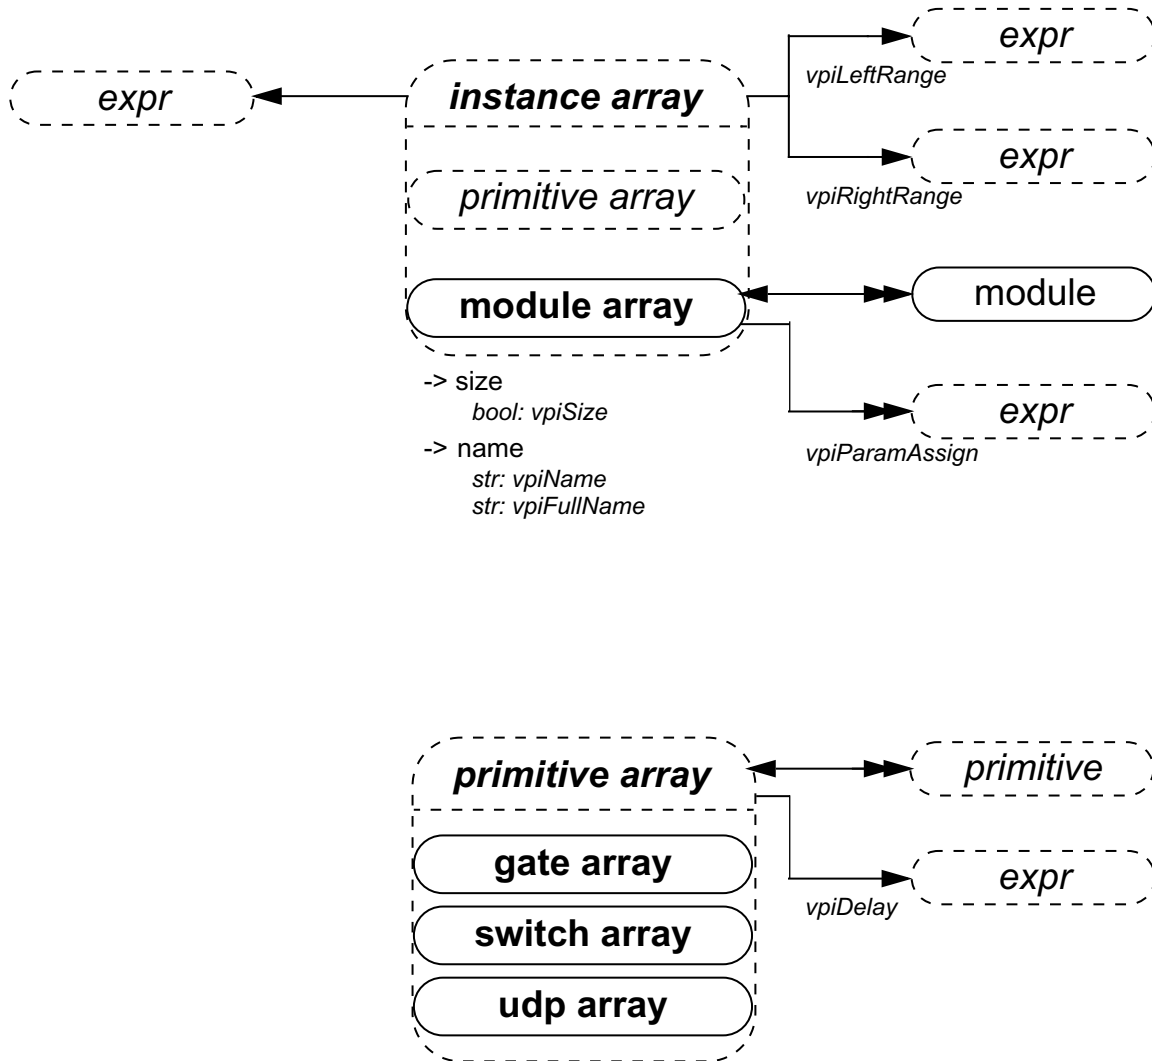 expr
vpiLeftRange
expr
instance array
expr
vpiRightRange
primitive array
module array
module
-> size
bool: vpiSize
expr
vpiParamAssign
-> name
str: vpiName
str: vpiFullName
primitive array
primitive
gate array
expr
vpiDelay
switch array
udp array